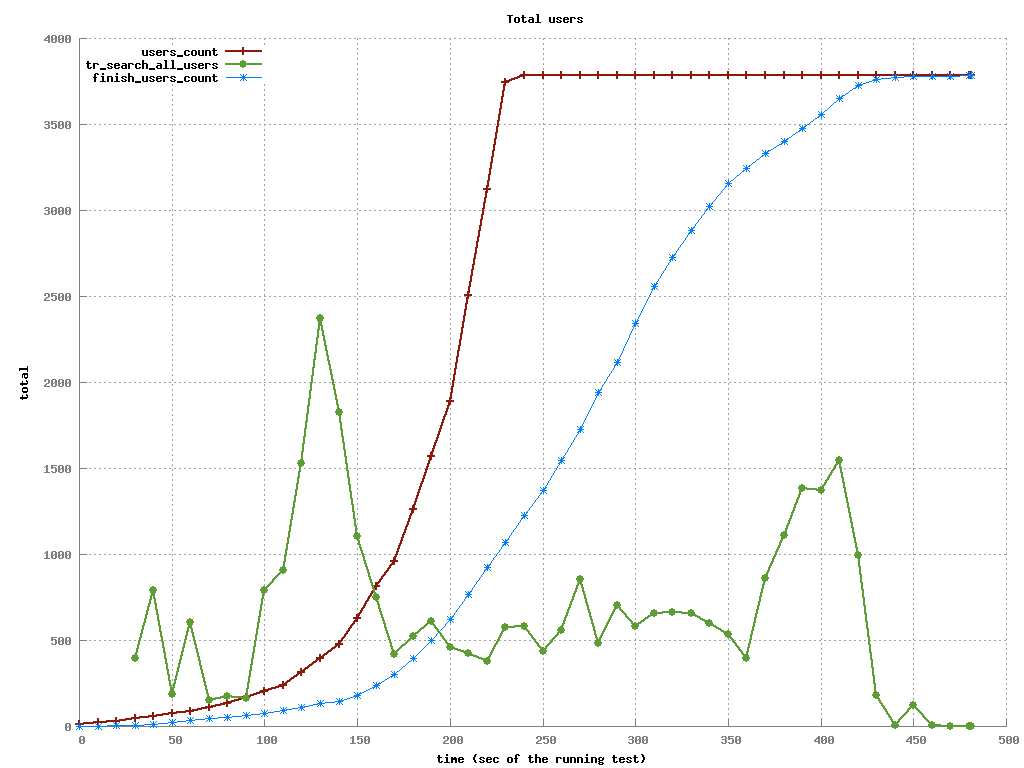 Total users
4000
users_count
tr_search_all_users
finish_users_count
3500
3000
2500
total
2000
1500
1000
500
0
0 50 100 150 200 250 300 350 400 450 500
time (sec of the running test)